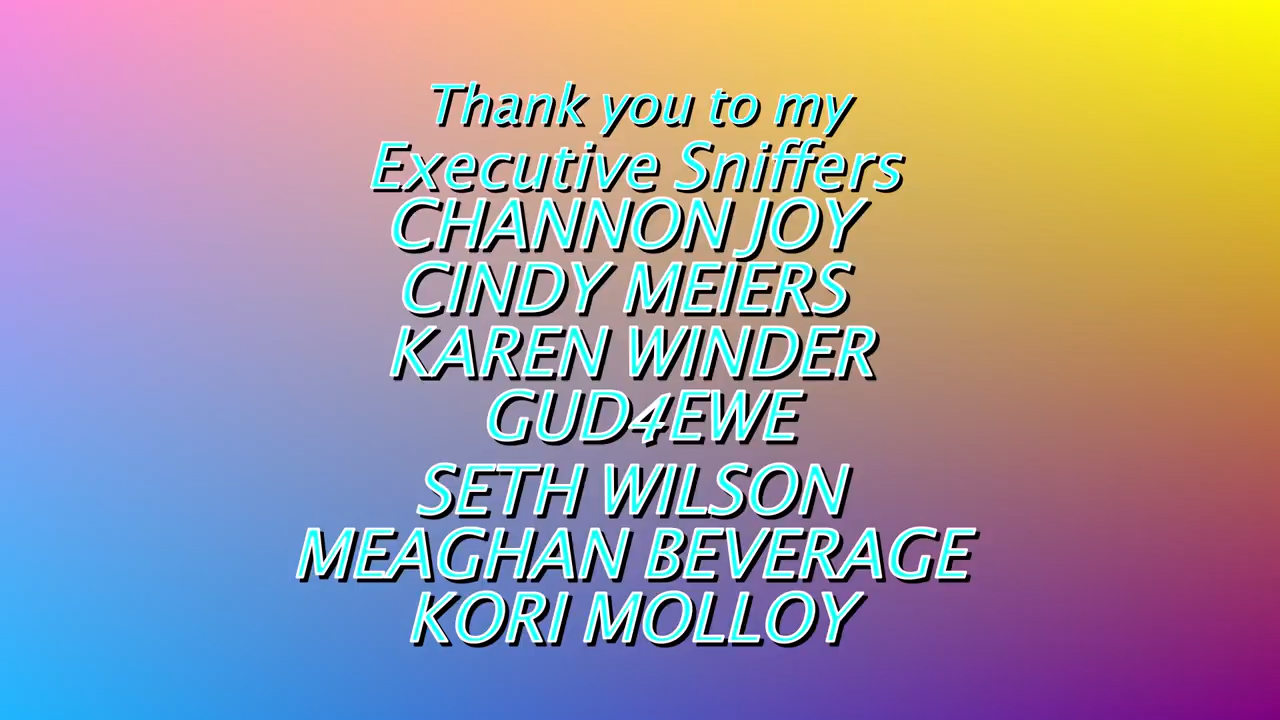 Thank you to my
Executive Sniffers
CHANNON JOY
CINDY MEIERS
KAREN WINDER
GUD4EWE
SETH WILSON
MEAGHAN BEVERAGE
KORI MOLLOY